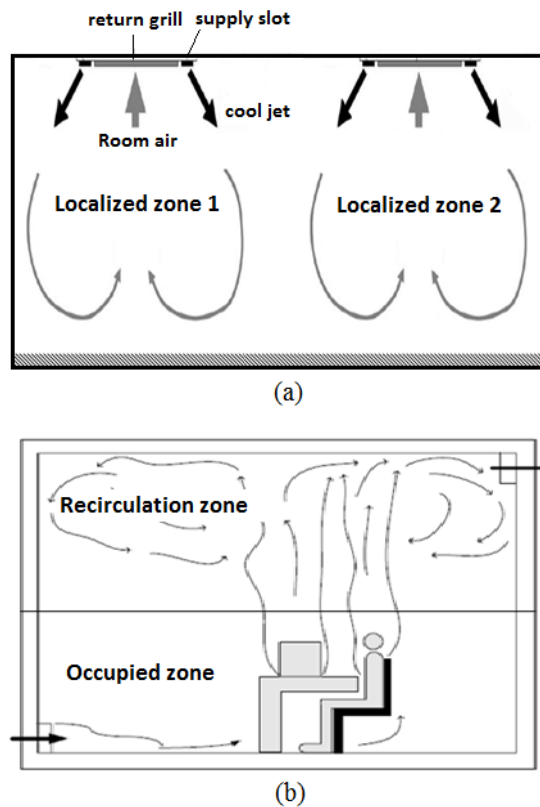 return grill
supply slot
cool jet
Room air
Localized zone 1
Localized zone 2
(a)
Recirculation zone
Occupied zone
(b)